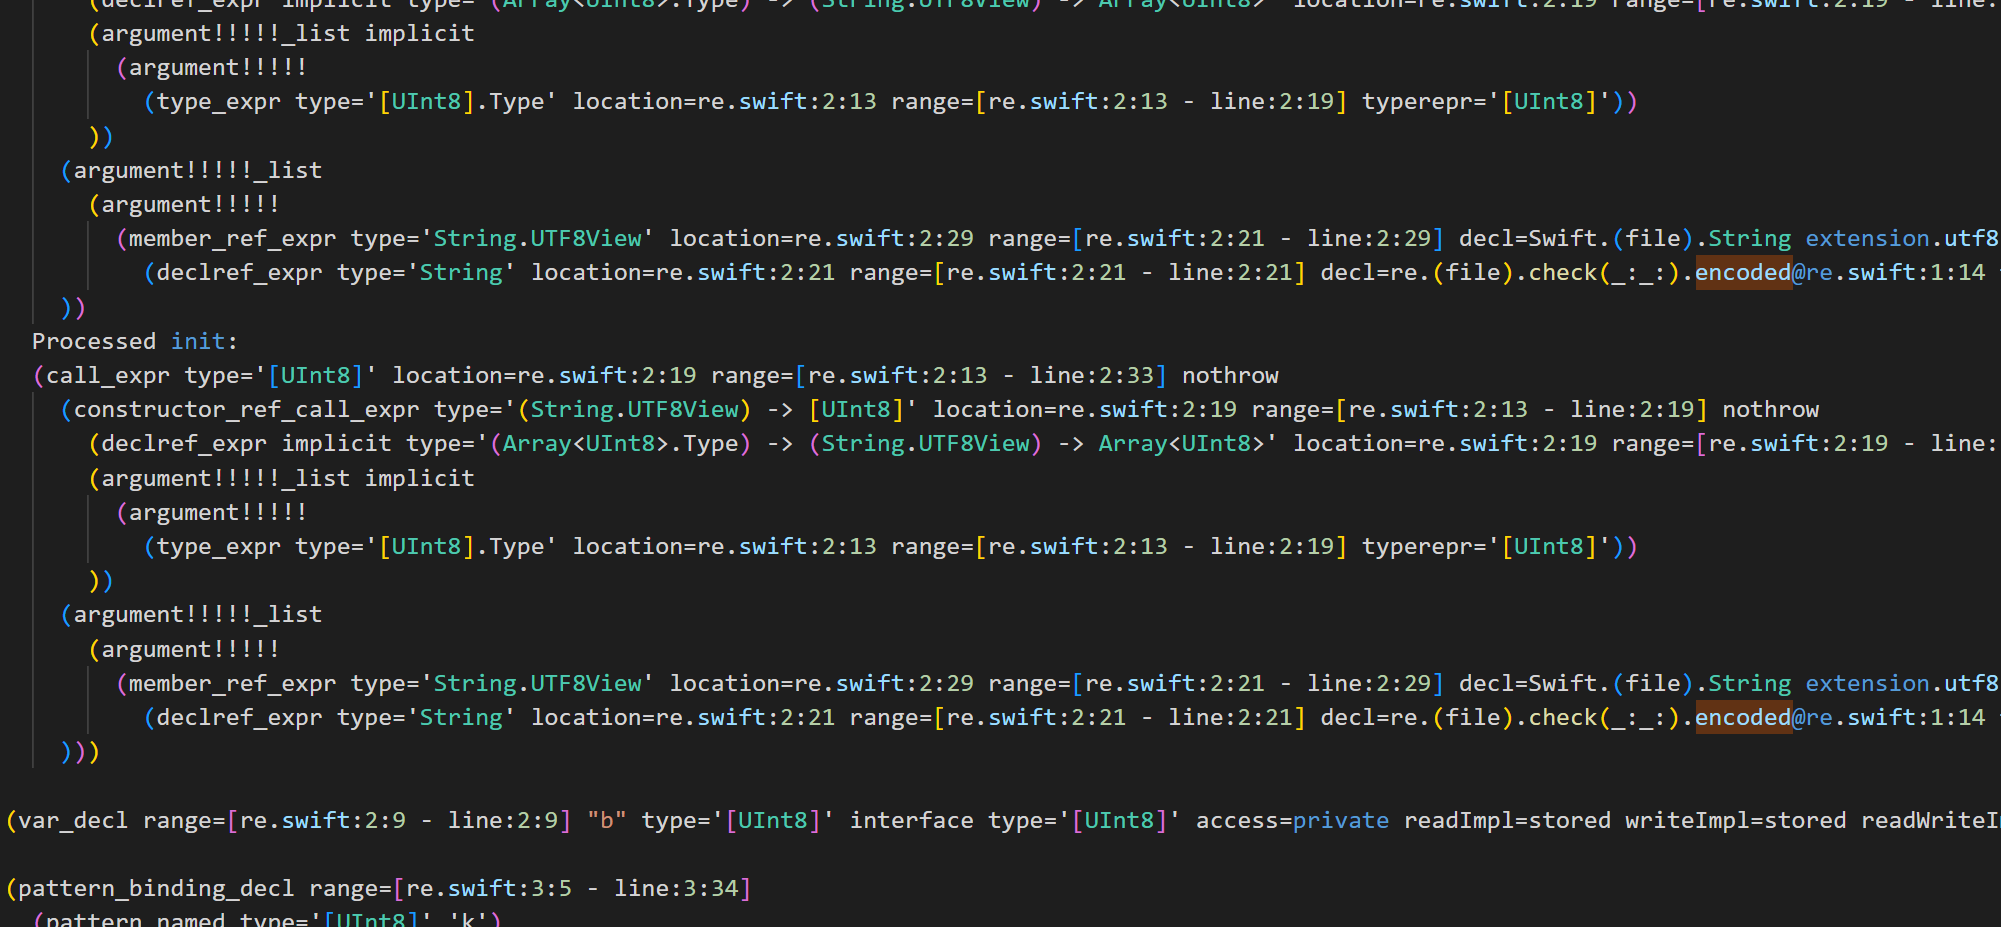 (declref_expr implicit type='(Array<UInt8>.Type) -> (String.UTF8View) -> Array<UInt8>' location=re.swift:2:19 range=[re.swift:2:19 - line:
(argument!!!!!_list implicit
(argument!!!!!
(type_expr type='[UInt8].Type' location=re.swift:2:13 range=[re.swift:2:13 - line:2:19] typerepr='[UInt8]'))
))
(argument!!!!!_list
(argument!!!!!
(member_ref_expr type='String.UTF8View' location=re.swift:2:29 range=[re.swift:2:21 - line:2:29] decl=Swift.(file).String extension.utf8
(declref_expr type='String' location=re.swift:2:21 range=[re.swift:2:21 - line:2:21] decl=re.(file).check(_:_:).encoded@re.swift:1:14
))
Processed init:
(call_expr type='[UInt8]' location=re.swift:2:19 range=[re.swift:2:13 - line:2:33] nothrow
(constructor_ref_call_expr type='(String.UTF8View) -> [UInt8]' location=re.swift:2:19 range=[re.swift:2:13 - line:2:19] nothrow
(declref_expr implicit type='(Array<UInt8>.Type) -> (String.UTF8View) -> Array<UInt8>' location=re.swift:2:19 range=[re.swift:2:19 - line:
(argument!!!!!_list implicit
(argument!!!!!
(type_expr type='[UInt8].Type' location=re.swift:2:13 range=[re.swift:2:13 - line:2:19] typerepr='[UInt8]'))
))
(argument!!!!!_list
(argument!!!!!
(member_ref_expr type='String.UTF8View' location=re.swift:2:29 range=[re.swift:2:21 - line:2:29] decl=Swift.(file).String extension.utf8
(declref_expr type='String' location=re.swift:2:21 range=[re.swift:2:21 - line:2:21] decl=re.(file).check(_:_:).encoded@re.swift:1:14
)))
(var_decl range=[re.swift:2:9 - line:2:9] "b" type='[UInt8]' interface type='[UInt8]' access=private readImpl=stored writeImpl=stored readWriteI
(pattern_binding_decl range=[re.swift:3:5 - line:3:34]
(pattern_named type='[UInt8]' 'k')